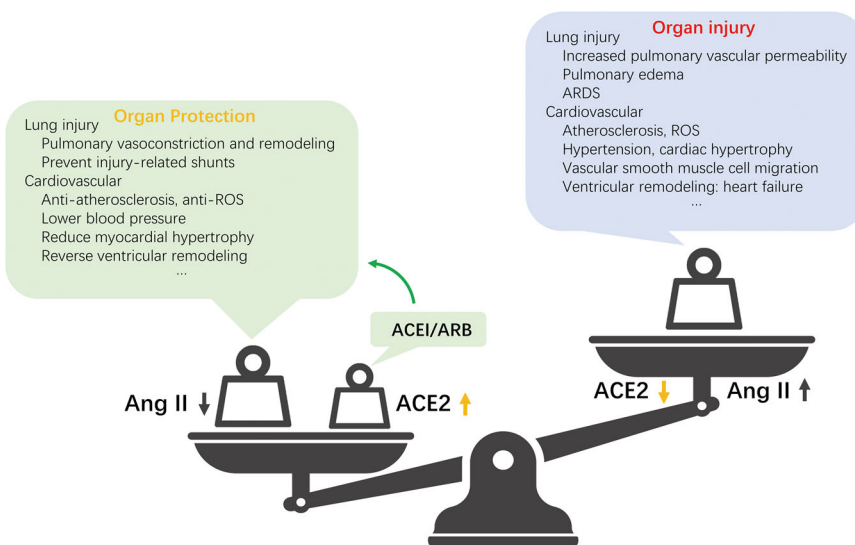 Organ Protection
Lung injury
Pulmonary vasoconstriction and remodeling
Prevent injury-related shunts
Cardiovascular
Anti-atherosclerosis, anti-ROS
Lower blood pressure
Reduce myocardial hypertrophy
Reverse ventricular remodeling
...
Organ injury
Lung injury
Increased pulmonary vascular permeability
Pulmonary edema
ARDS
Cardiovascular
Atherosclerosis, ROS
Hypertension, cardiac hypertrophy
Vascular smooth muscle cell migration
Ventricular remodeling: heart failure
...
ACEI/ARB
Ang II ↓
ACE2 ↑
ACE2 ↓
Ang II ↑